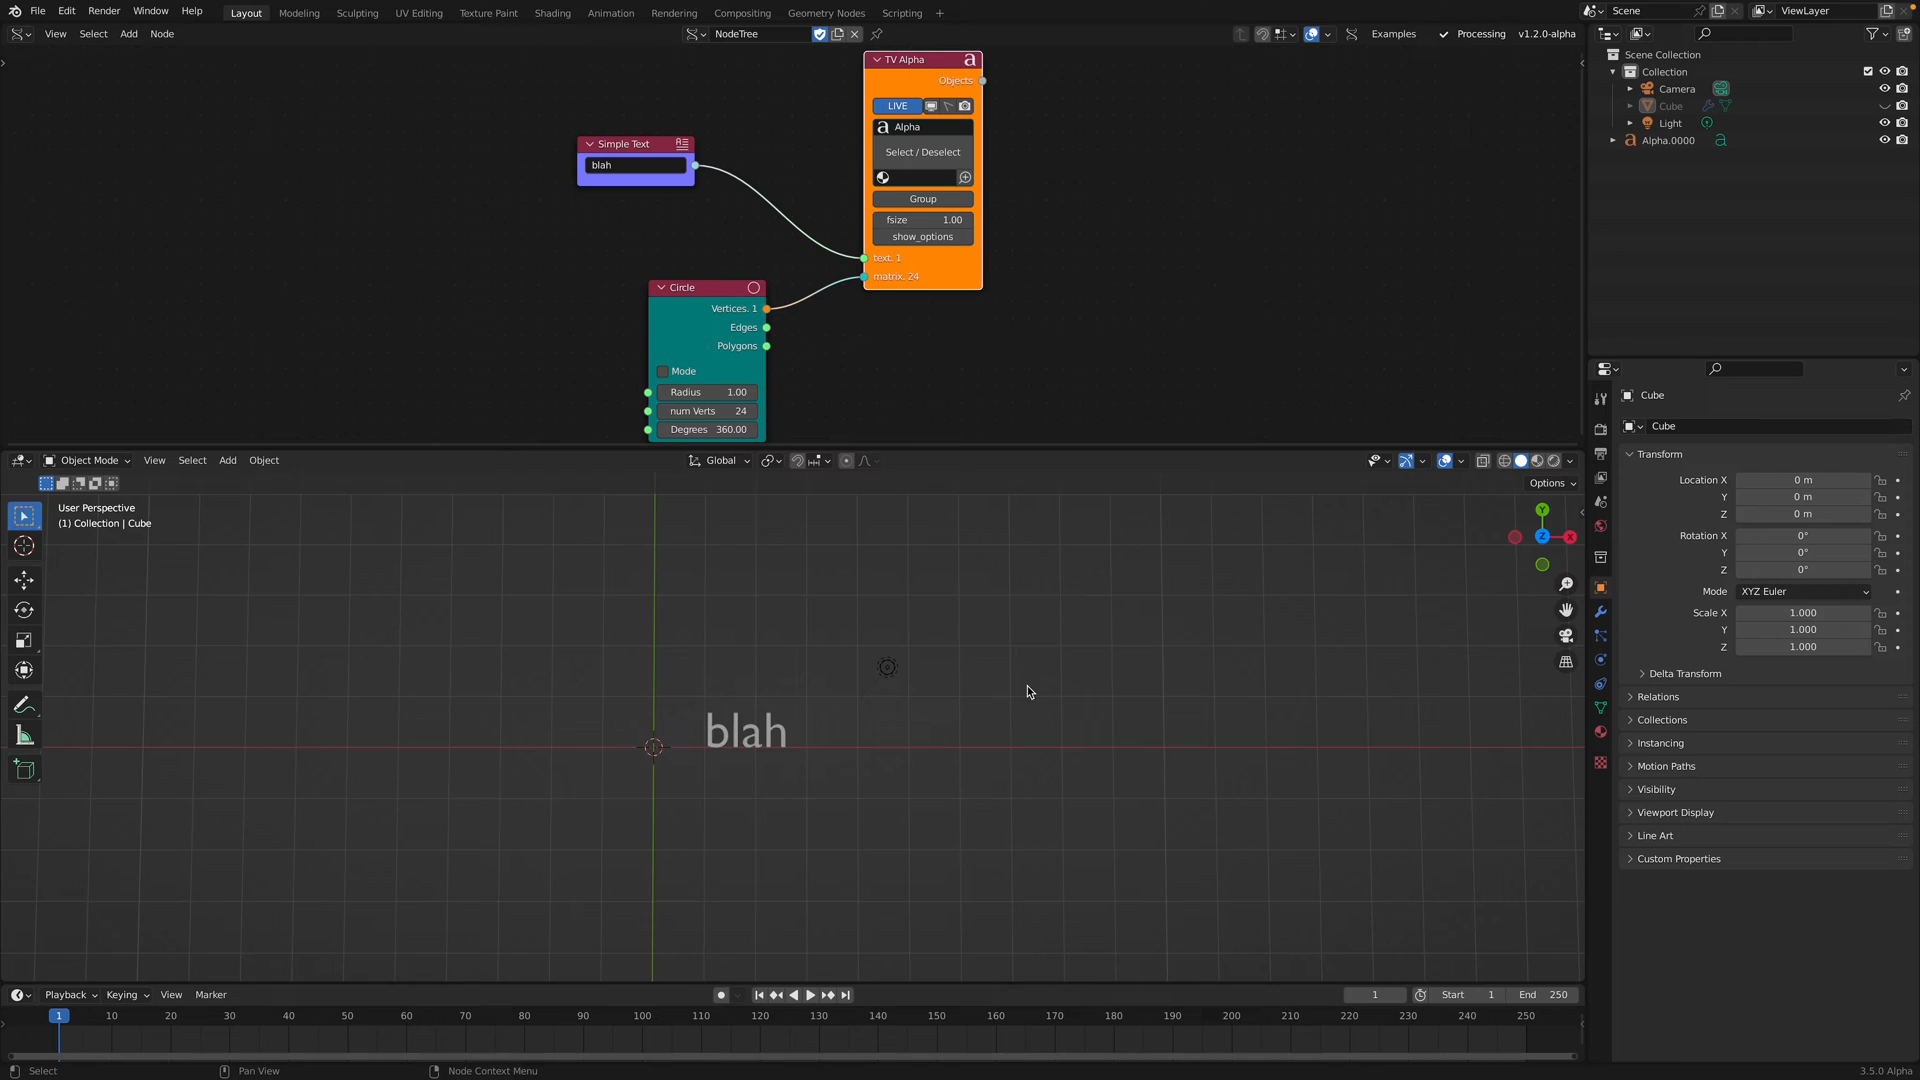 File Edit Render Window Help Layout Modeling Sculpting UV Editing Texture Paint Shading Animation Rendering Compositing Geometry Nodes Scripting + Scene ViewLayer
View Select Add Node NodeTree Examples Processing v1.2.0-alpha
TV Alpha a
Objects
LIVE
a Alpha
Select / Deselect
Group
fsize 1.00
show_options
text. 1
matrix. 24
Simple Text
blah
Circle
Vertices. 1
Edges
Polygons
Mode
Radius 1.00
num Verts 24
Degrees 360.00
Scene Collection
Collection
Camera
Cube
Light
Alpha.0000
Object Mode View Select Add Object Global
Options
User Perspective
(1) Collection | Cube
Y
Z X
blah
Cube
Cube
Transform
Location X 0 m
Y 0 m
Z 0 m
Rotation X 0°
Y 0°
Z 0°
Mode XYZ Euler
Scale X 1.000
Y 1.000
Z 1.000
Delta Transform
Relations
Collections
Instancing
Motion Paths
Visibility
Viewport Display
Line Art
Custom Properties
Playback Keying View Marker 1 Start 1 End 250
1 10 20 30 40 50 60 70 80 90 100 110 120 130 140 150 160 170 180 190 200 210 220 230 240 250
Select Pan View Node Context Menu 3.5.0 Alpha